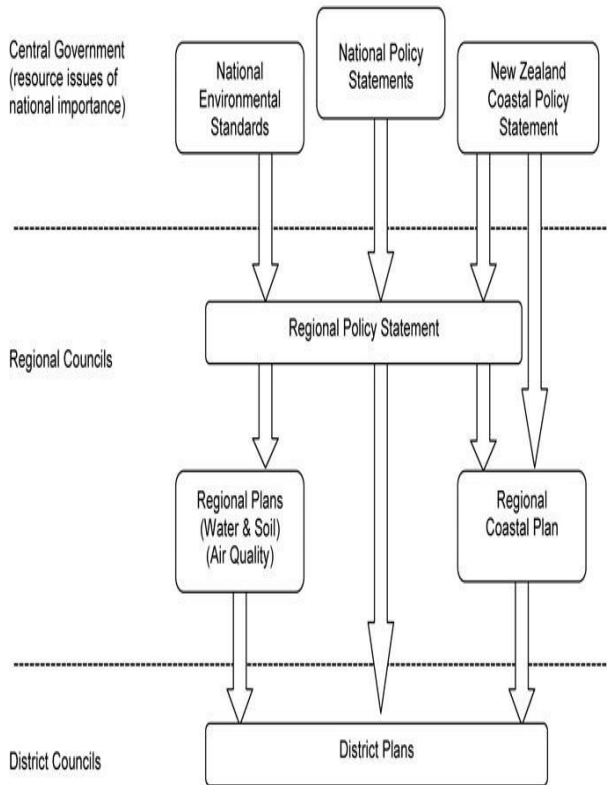 Central Government
(resource issues of
national importance)
National
Environmental
Standards
National Policy
Statements
New Zealand
Coastal Policy
Statement
Regional Policy Statement
Regional Councils
Regional Plans
(Water & Soil)
(Air Quality)
Regional
Coastal Plan
District Plans
District Councils